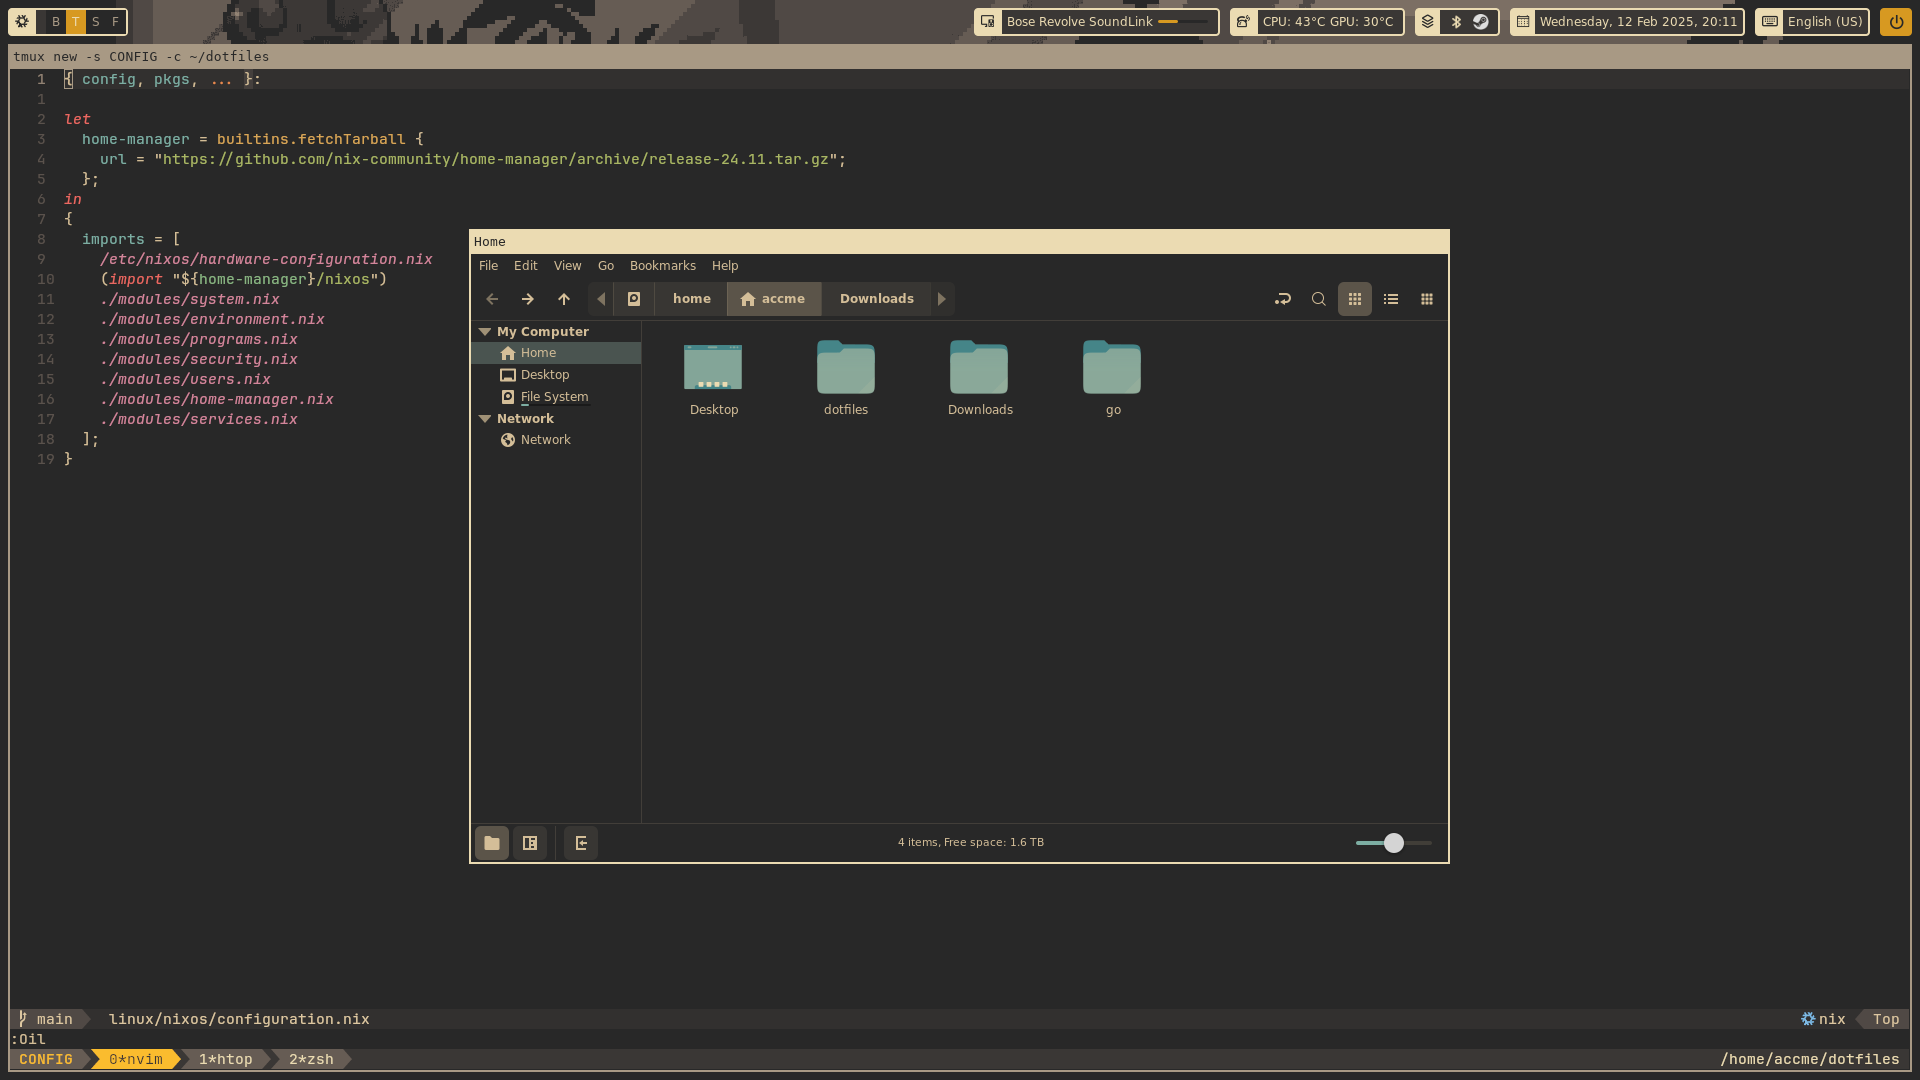 B T S F
Bose Revolve SoundLink
CPU: 43°C GPU: 30°C
Wednesday, 12 Feb 2025, 20:11
English (US)
tmux new -s CONFIG -c ~/dotfiles
1 { config, pkgs, ... }:
1
2 let
3 home-manager = builtins.fetchTarball {
4 url = "https://github.com/nix-community/home-manager/archive/release-24.11.tar.gz";
5 };
6 in
7 {
8 imports = [
9 /etc/nixos/hardware-configuration.nix
10 (import "${home-manager}/nixos")
11 ./modules/system.nix
12 ./modules/environment.nix
13 ./modules/programs.nix
14 ./modules/security.nix
15 ./modules/users.nix
16 ./modules/home-manager.nix
17 ./modules/services.nix
18 ];
19 }
Home
File Edit View Go Bookmarks Help
home accme Downloads
My Computer
Home
Desktop
File System
Network
Network
Desktop dotfiles Downloads go
4 items, Free space: 1.6 TB
main linux/nixos/configuration.nix nix Top
:Oil
CONFIG 0*nvim 1*htop 2*zsh /home/accme/dotfiles